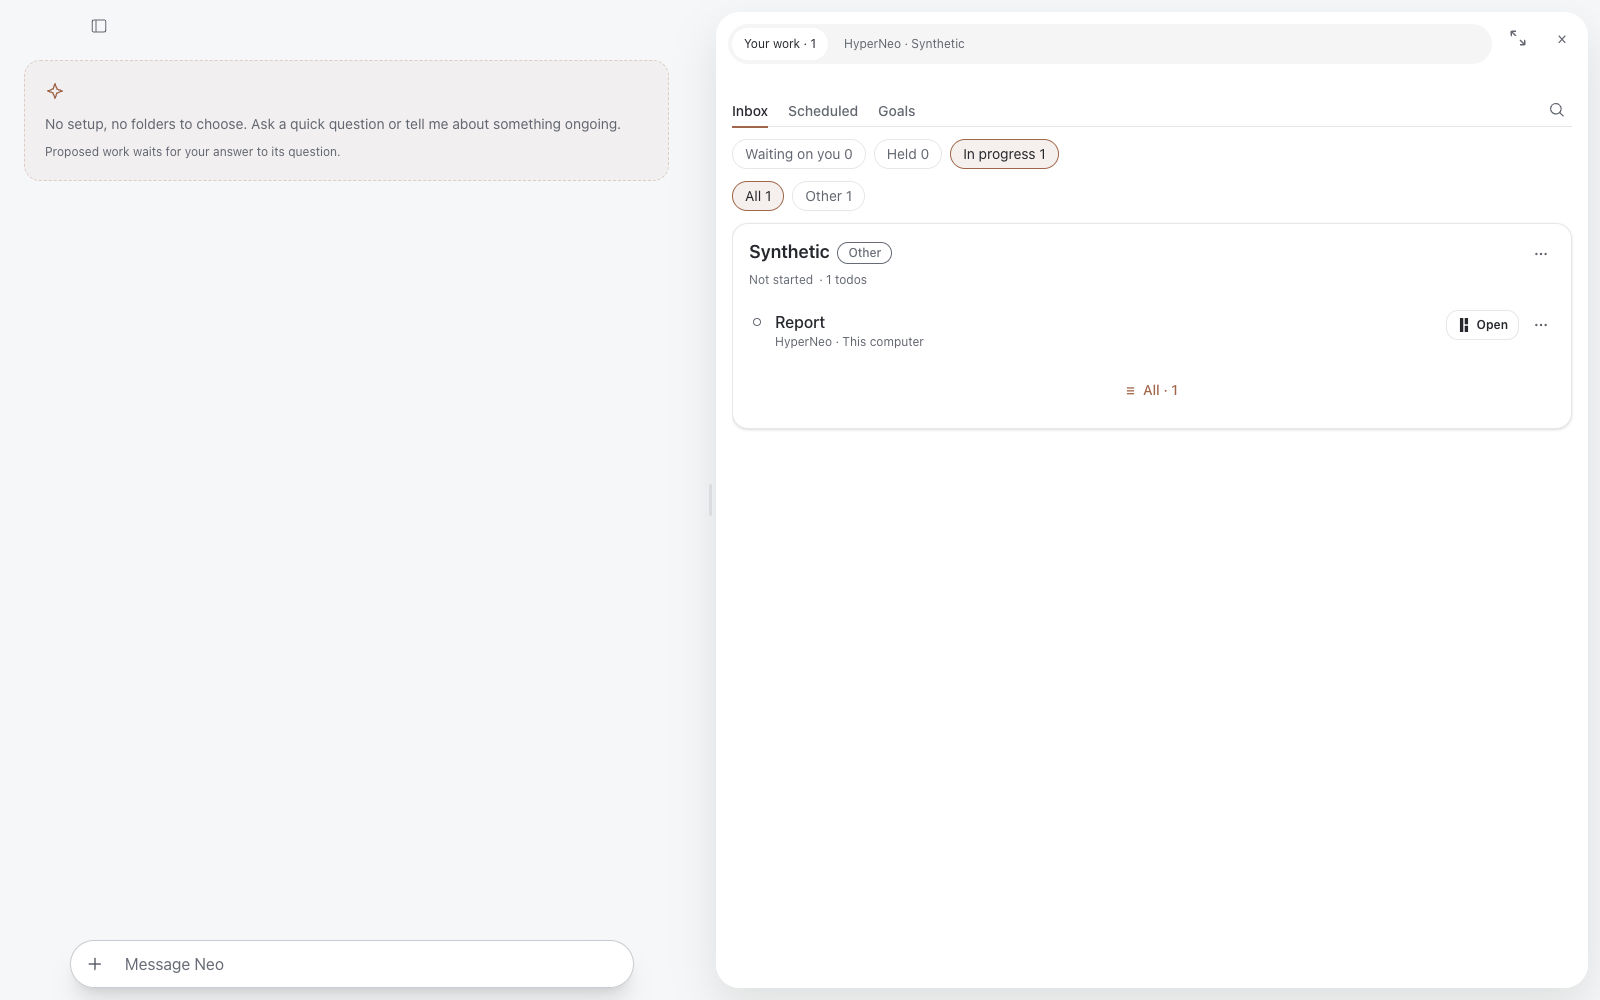 No setup, no folders to choose. Ask a quick question or tell me about something ongoing.
Proposed work waits for your answer to its question.
Message Neo
Your work · 1
HyperNeo · Synthetic
Inbox
Scheduled
Goals
Waiting on you 0
Held 0
In progress 1
All 1
Other 1
Synthetic
Other
Not started · 1 todos
Report
HyperNeo · This computer
Open
All · 1